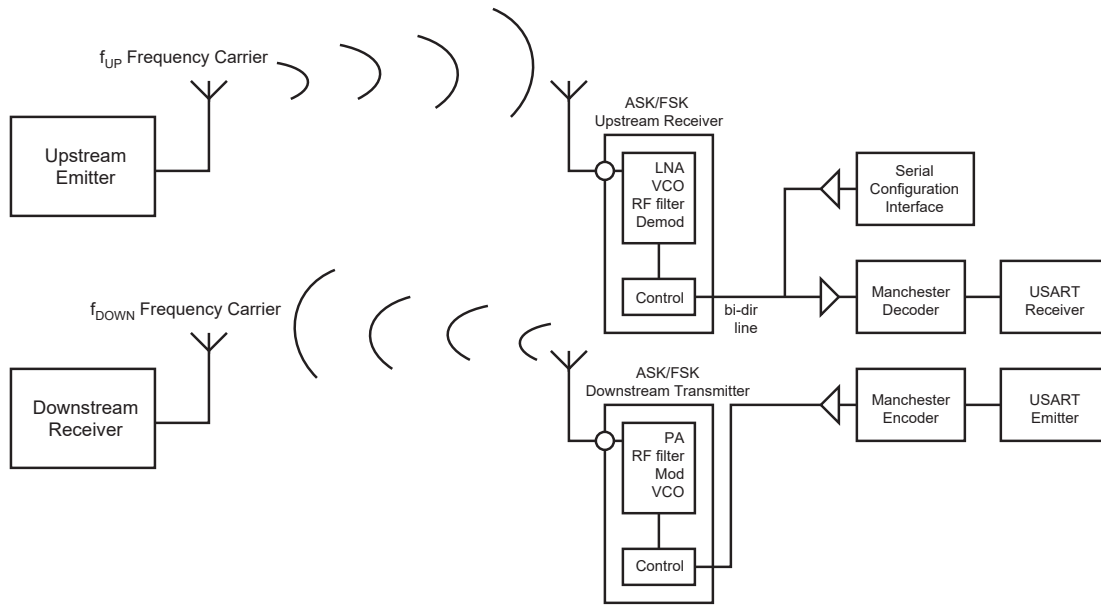 fUP Frequency Carrier
Upstream
Emitter
ASK/FSK
Upstream Receiver
LNA
VCO
RF filter
Demod
Control
bi-dir
line
Serial
Configuration
Interface
Manchester
Decoder
USART
Receiver
fDOWN Frequency Carrier
Downstream
Receiver
ASK/FSK
Downstream Transmitter
PA
RF filter
Mod
VCO
Control
Manchester
Encoder
USART
Emitter